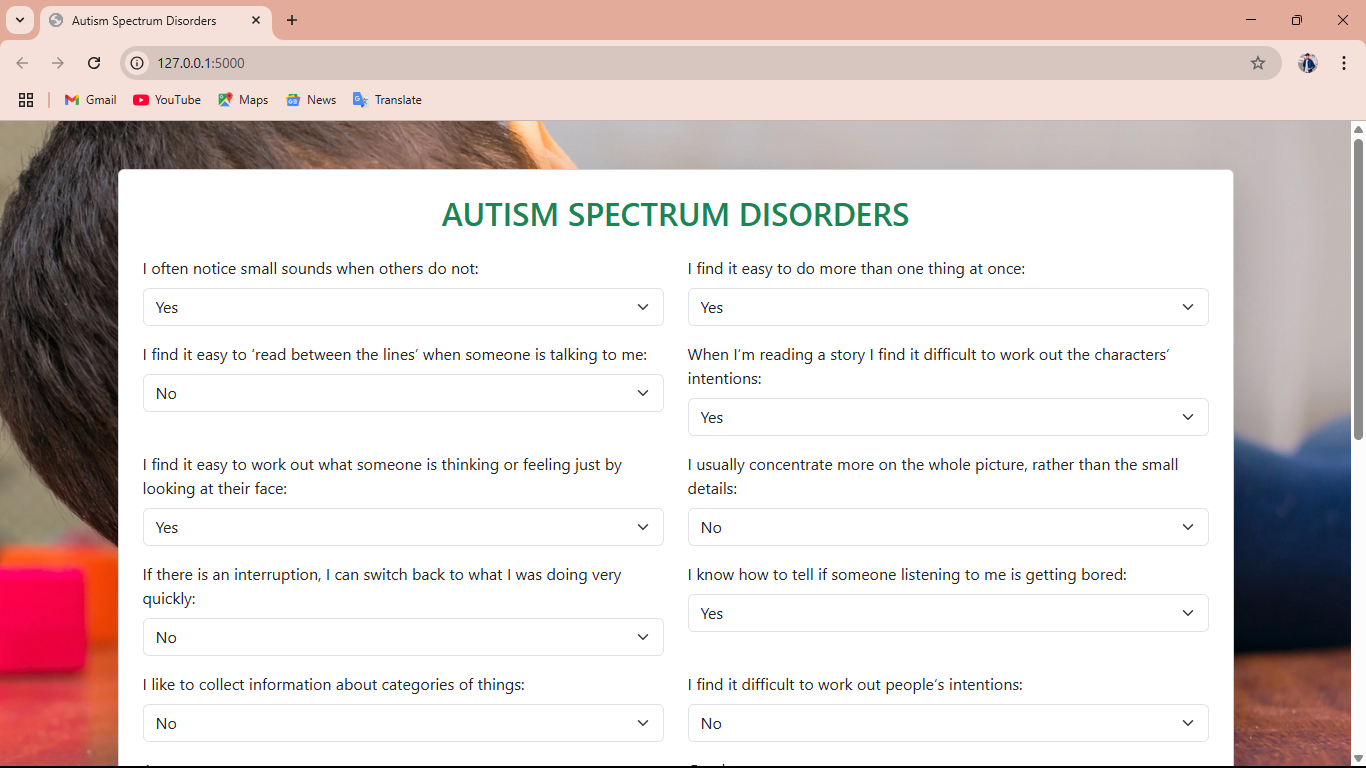 Autism Spectrum Disorders
127.0.0.1:5000
Gmail YouTube Maps News Translate
AUTISM SPECTRUM DISORDERS
I often notice small sounds when others do not:
Yes
I find it easy to do more than one thing at once:
Yes
I find it easy to ‘read between the lines’ when someone is talking to me:
No
When I’m reading a story I find it difficult to work out the characters’
intentions:
Yes
I find it easy to work out what someone is thinking or feeling just by
looking at their face:
Yes
I usually concentrate more on the whole picture, rather than the small
details:
No
If there is an interruption, I can switch back to what I was doing very
quickly:
No
I know how to tell if someone listening to me is getting bored:
Yes
I like to collect information about categories of things:
No
I find it difficult to work out people’s intentions:
No